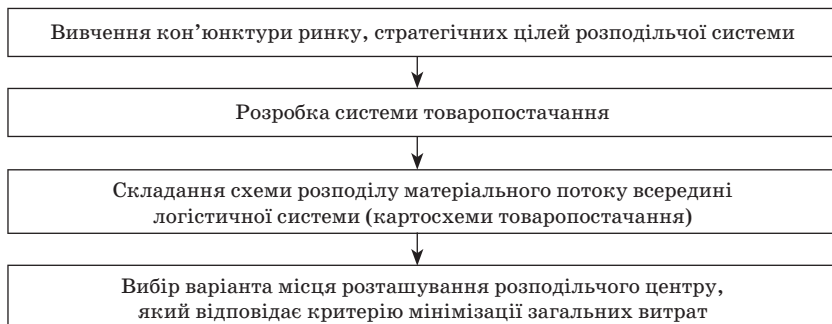 Вивчення кон’юнктури ринку, стратегічних цілей розподільчої системи
Розробка системи товаропостачання
Складання схеми розподілу матеріального потоку всередині
логістичної системи (картосхеми товаропостачання)
Вибір варіанта місця розташування розподільчого центру,
який відповідає критерію мінімізації загальних витрат